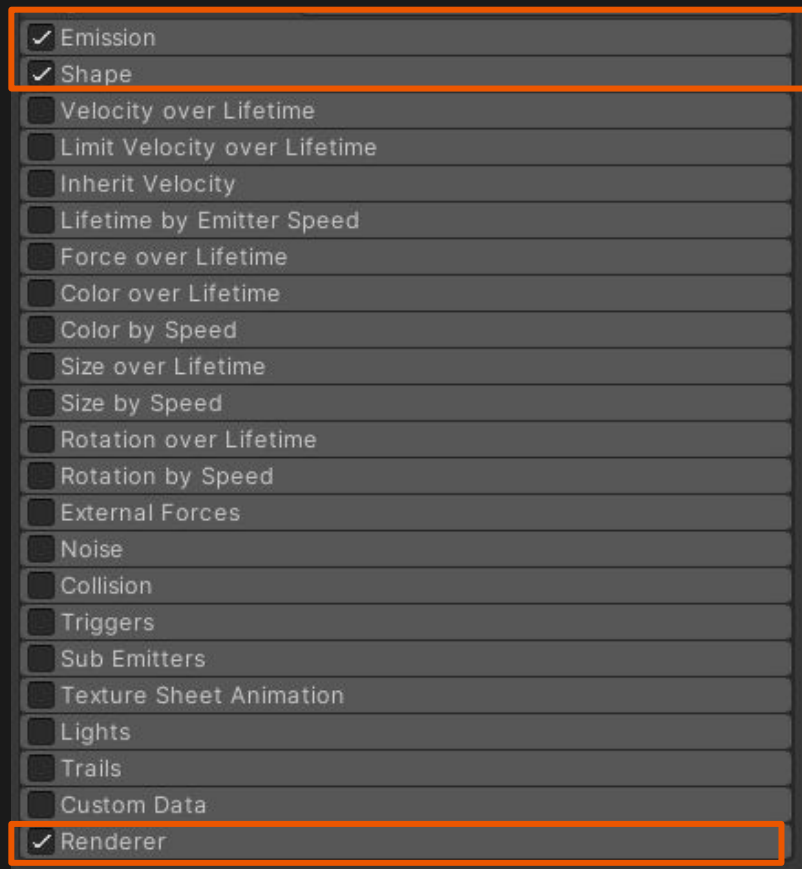 Emission
Shape
Velocity over Lifetime
Limit Velocity over Lifetime
Inherit Velocity
Lifetime by Emitter Speed
Force over Lifetime
Color over Lifetime
Color by Speed
Size over Lifetime
Size by Speed
Rotation over Lifetime
Rotation by Speed
External Forces
Noise
Collision
Triggers
Sub Emitters
Texture Sheet Animation
Lights
Trails
Custom Data
Renderer